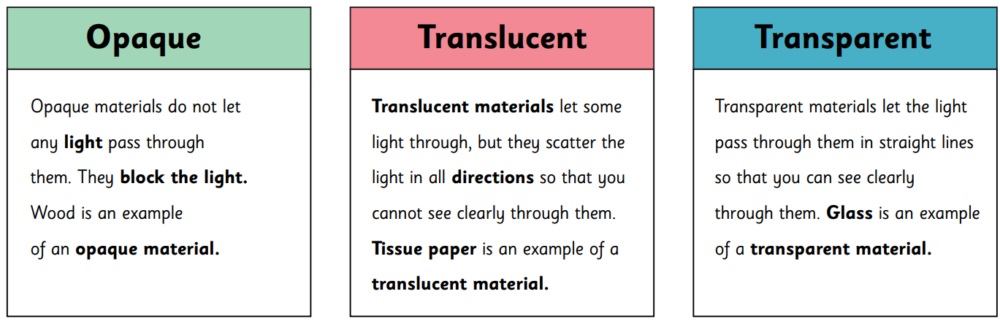 Opaque
Opaque materials do not let
any light pass through
them. They block the light.
Wood is an example
of an opaque material.
Translucent
Translucent materials let some
light through, but they scatter the
light in all directions so that you
cannot see clearly through them.
Tissue paper is an example of a
translucent material.
Transparent
Transparent materials let the light
pass through them in straight lines
so that you can see clearly
through them. Glass is an example
of a transparent material.